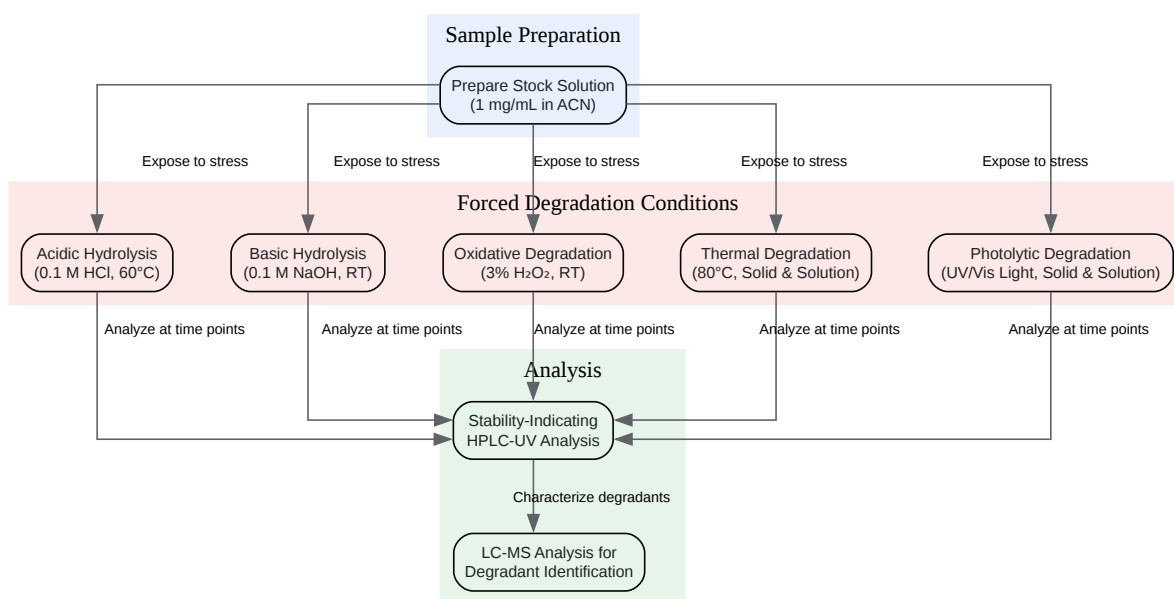 Sample Preparation
Prepare Stock Solution
(1 mg/mL in ACN)
Expose to stress
Expose to stress
Expose to stress
Expose to stress
Expose to stress
Forced Degradation Conditions
Acidic Hydrolysis
(0.1 M HCl, 60°C)
Basic Hydrolysis
(0.1 M NaOH, RT)
Oxidative Degradation
(3% H₂O₂, RT)
Thermal Degradation
(80°C, Solid & Solution)
Photolytic Degradation
(UV/Vis Light, Solid & Solution)
Analyze at time points
Analyze at time points
Analyze at time points
Analyze at time points
Analyze at time points
Analysis
Stability-Indicating
HPLC-UV Analysis
Characterize degradants
LC-MS Analysis for
Degradant Identification